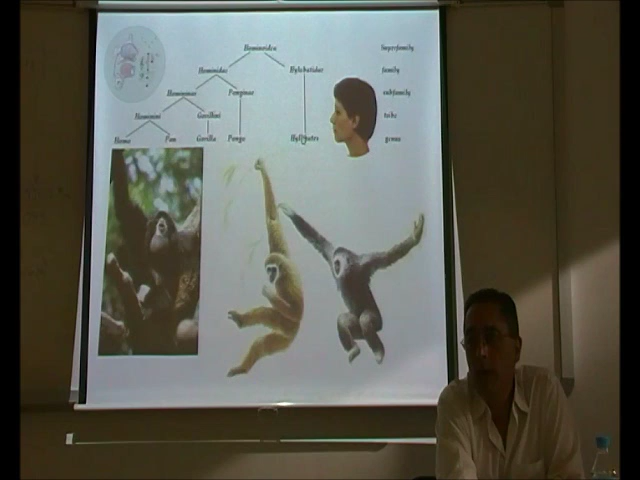 Hominoidea Superfamily
Hominidae Hylobatidae family
Homininae Ponginae subfamily
Hominini Gorillini tribe
Homo Pan Gorilla Pongo Hylobates genus